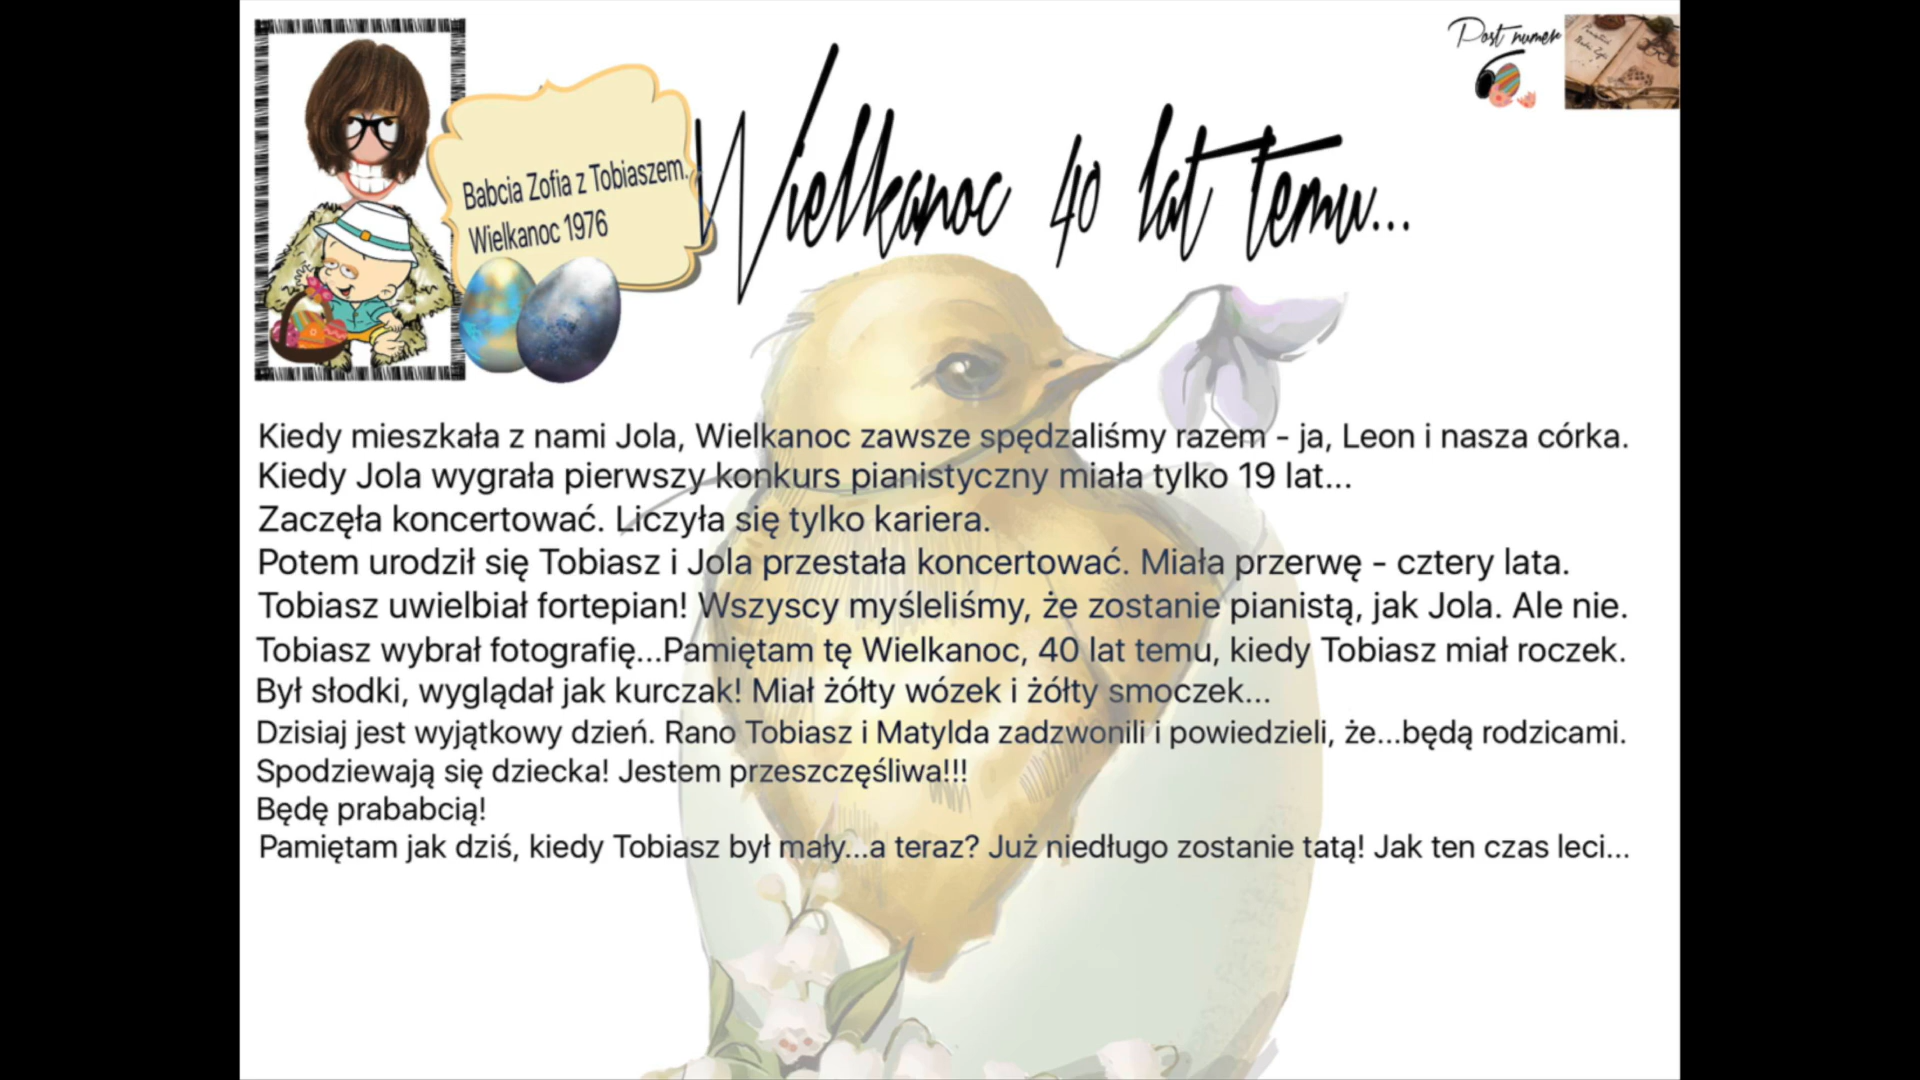 Babcia Zofia z Tobiaszem.
Wielkanoc 1976
Wielkanoc 40 lat temu...
Post numer
Kiedy mieszkała z nami Jola, Wielkanoc zawsze spędzaliśmy razem - ja, Leon i nasza córka.
Kiedy Jola wygrała pierwszy konkurs pianistyczny miała tylko 19 lat...
Zaczęła koncertować. Liczyła się tylko kariera.
Potem urodził się Tobiasz i Jola przestała koncertować. Miała przerwę - cztery lata.
Tobiasz uwielbiał fortepian! Wszyscy myśleliśmy, że zostanie pianistą, jak Jola. Ale nie.
Tobiasz wybrał fotografię...Pamiętam tę Wielkanoc, 40 lat temu, kiedy Tobiasz miał roczek.
Był słodki, wyglądał jak kurczak! Miał żółty wózek i żółty smoczek...
Dzisiaj jest wyjątkowy dzień. Rano Tobiasz i Matylda zadzwonili i powiedzieli, że...będą rodzicami.
Spodziewają się dziecka! Jestem przeszczęśliwa!!!
Będę prababcią!
Pamiętam jak dziś, kiedy Tobiasz był mały...a teraz? Już niedługo zostanie tatą! Jak ten czas leci...